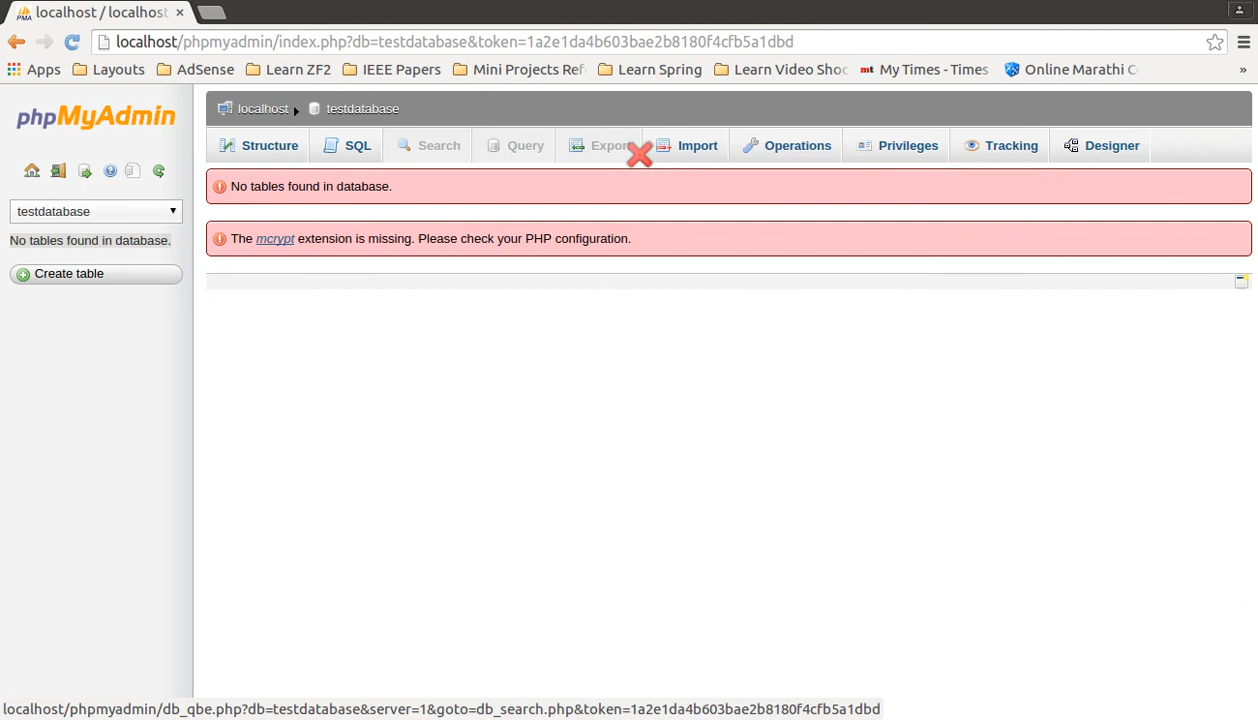 localhost / localhost
localhost/phpmyadmin/index.php?db=testdatabase&token=1a2e1da4b603bae2b8180f4cfb5a1dbd
Apps Layouts AdSense Learn ZF2 IEEE Papers Mini Projects Ref Learn Spring Learn Video Shoo My Times - Times Online Marathi C »
phpMyAdmin
localhost testdatabase
Structure SQL Search Query Export Import Operations Privileges Tracking Designer
testdatabase
No tables found in database.
Create table
No tables found in database.
The mcrypt extension is missing. Please check your PHP configuration.
localhost/phpmyadmin/db_qbe.php?db=testdatabase&server=1&goto=db_search.php&token=1a2e1da4b603bae2b8180f4cfb5a1dbd